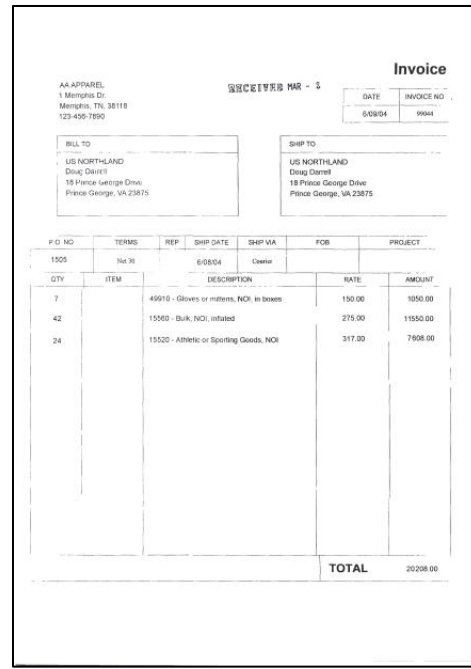 Invoice
AA APPAREL
1 Memphis Dr.
Memphis, TN, 38118
123-456-7890
RECEIVED MAR - 3
DATE INVOICE NO
6/09/04 99044
BILL TO
US NORTHLAND
Doug Darrell
18 Prince George Drive
Prince George, VA 23875
SHIP TO
US NORTHLAND
Doug Darrell
18 Prince George Drive
Prince George, VA 23875
P.O. NO TERMS REP SHIP DATE SHIP VIA FOB PROJECT
1505 Net 30 6/08/04 Courier
QTY ITEM DESCRIPTION RATE AMOUNT
7 49910 - Gloves or mittens, NOI, in boxes 150.00 1050.00
42 15560 - Bulk, NOI, inflated 275.00 11550.00
24 15520 - Athletic or Sporting Goods, NOI 317.00 7608.00
TOTAL 20208.00